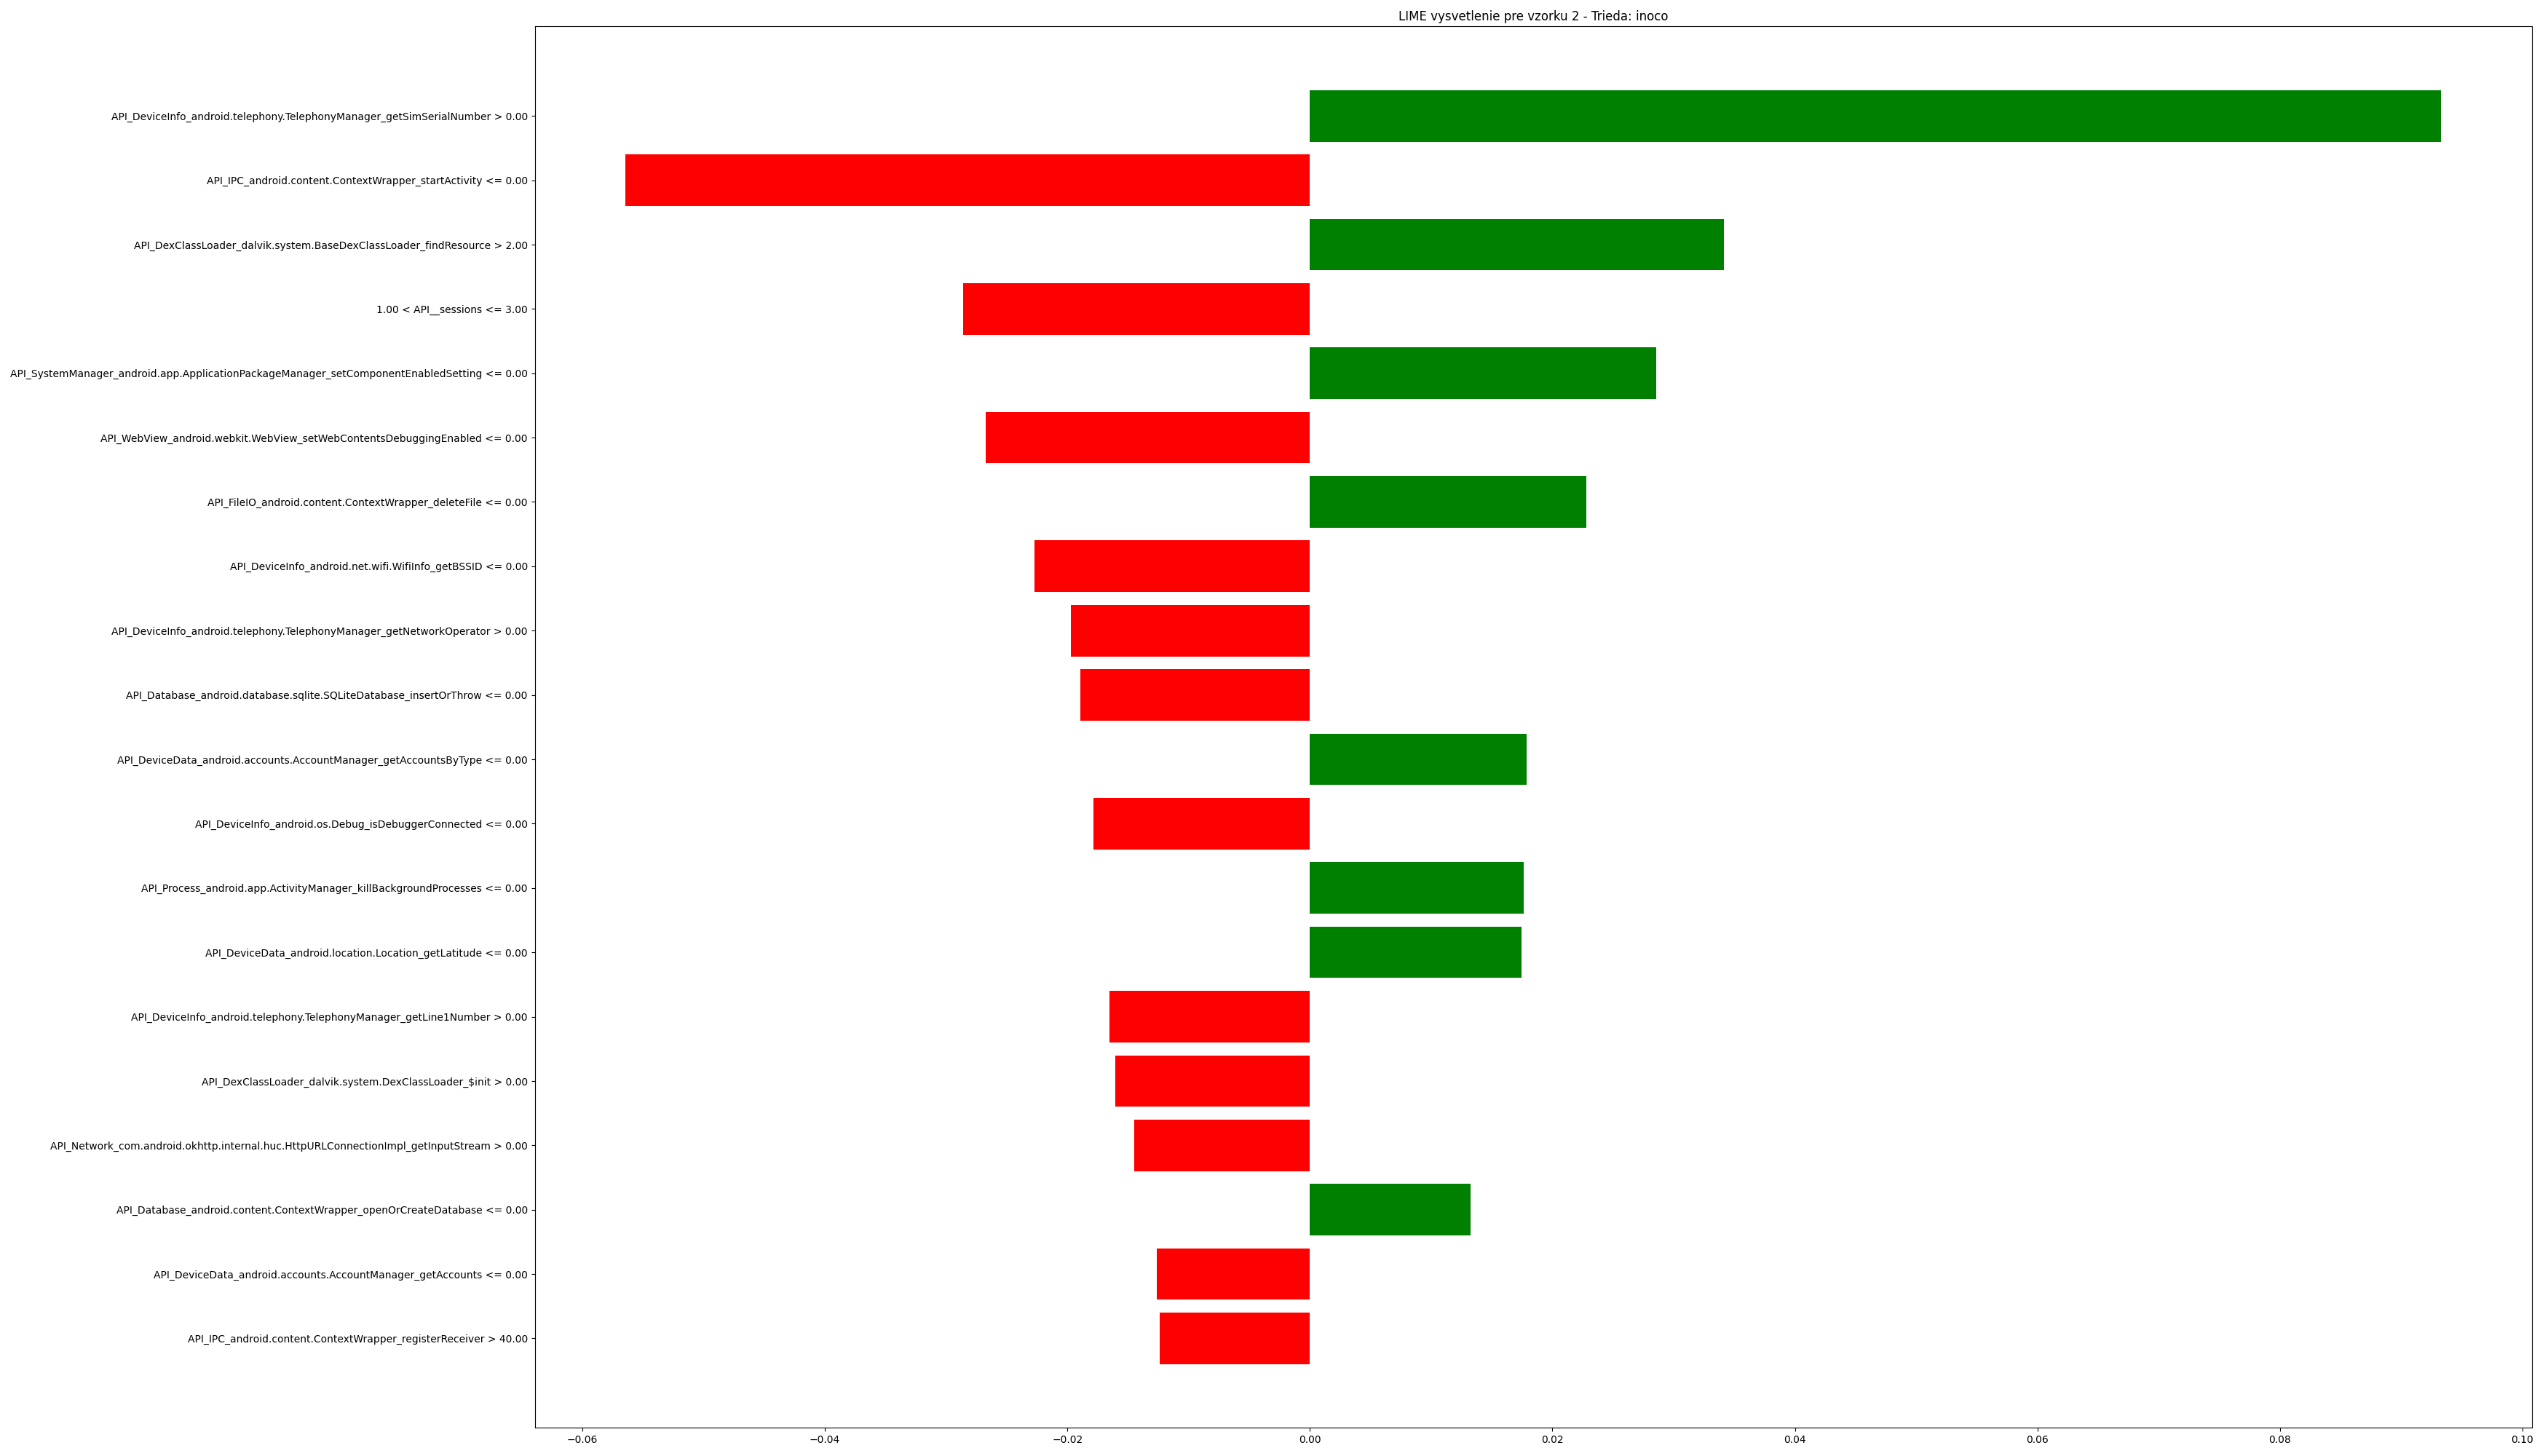 LIME vysvetlenie pre vzorku 2 - Trieda: inoco
API_DeviceInfo_android.telephony.TelephonyManager_getSimSerialNumber > 0.00
API_IPC_android.content.ContextWrapper_startActivity <= 0.00
API_DexClassLoader_dalvik.system.BaseDexClassLoader_findResource > 2.00
1.00 < API__sessions <= 3.00
API_SystemManager_android.app.ApplicationPackageManager_setComponentEnabledSetting <= 0.00
API_WebView_android.webkit.WebView_setWebContentsDebuggingEnabled <= 0.00
API_FileIO_android.content.ContextWrapper_deleteFile <= 0.00
API_DeviceInfo_android.net.wifi.WifiInfo_getBSSID <= 0.00
API_DeviceInfo_android.telephony.TelephonyManager_getNetworkOperator > 0.00
API_Database_android.database.sqlite.SQLiteDatabase_insertOrThrow <= 0.00
API_DeviceData_android.accounts.AccountManager_getAccountsByType <= 0.00
API_DeviceInfo_android.os.Debug_isDebuggerConnected <= 0.00
API_Process_android.app.ActivityManager_killBackgroundProcesses <= 0.00
API_DeviceData_android.location.Location_getLatitude <= 0.00
API_DeviceInfo_android.telephony.TelephonyManager_getLine1Number > 0.00
API_DexClassLoader_dalvik.system.DexClassLoader_$init > 0.00
API_Network_com.android.okhttp.internal.huc.HttpURLConnectionImpl_getInputStream > 0.00
API_Database_android.content.ContextWrapper_openOrCreateDatabase <= 0.00
API_DeviceData_android.accounts.AccountManager_getAccounts <= 0.00
API_IPC_android.content.ContextWrapper_registerReceiver > 40.00
−0.06 −0.04 −0.02 0.00 0.02 0.04 0.06 0.08 0.10